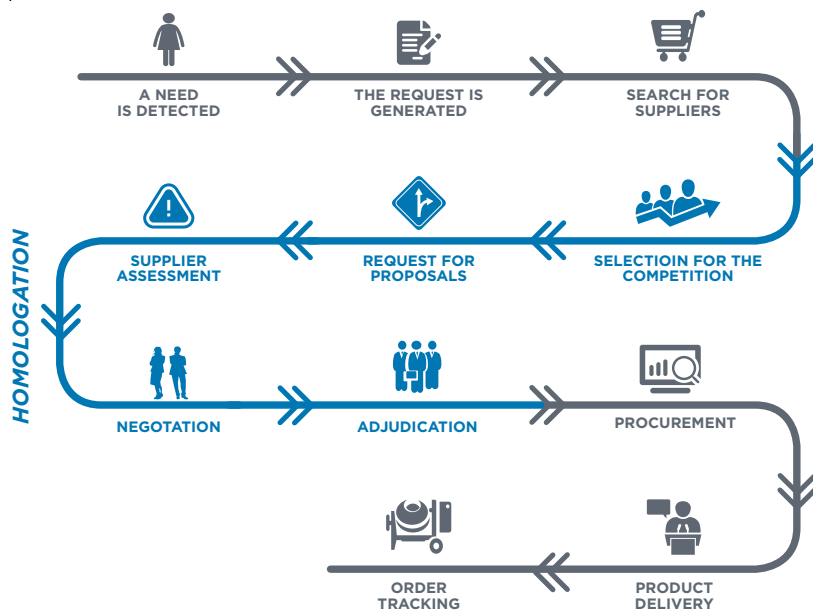 A NEED
IS DETECTED
THE REQUEST IS
GENERATED
SEARCH FOR
SUPPLIERS
SELECTIOIN FOR THE
COMPETITION
REQUEST FOR
PROPOSALS
SUPPLIER
ASSESSMENT
HOMOLOGATION
NEGOTATION
ADJUDICATION
PROCUREMENT
PRODUCT
DELIVERY
ORDER
TRACKING